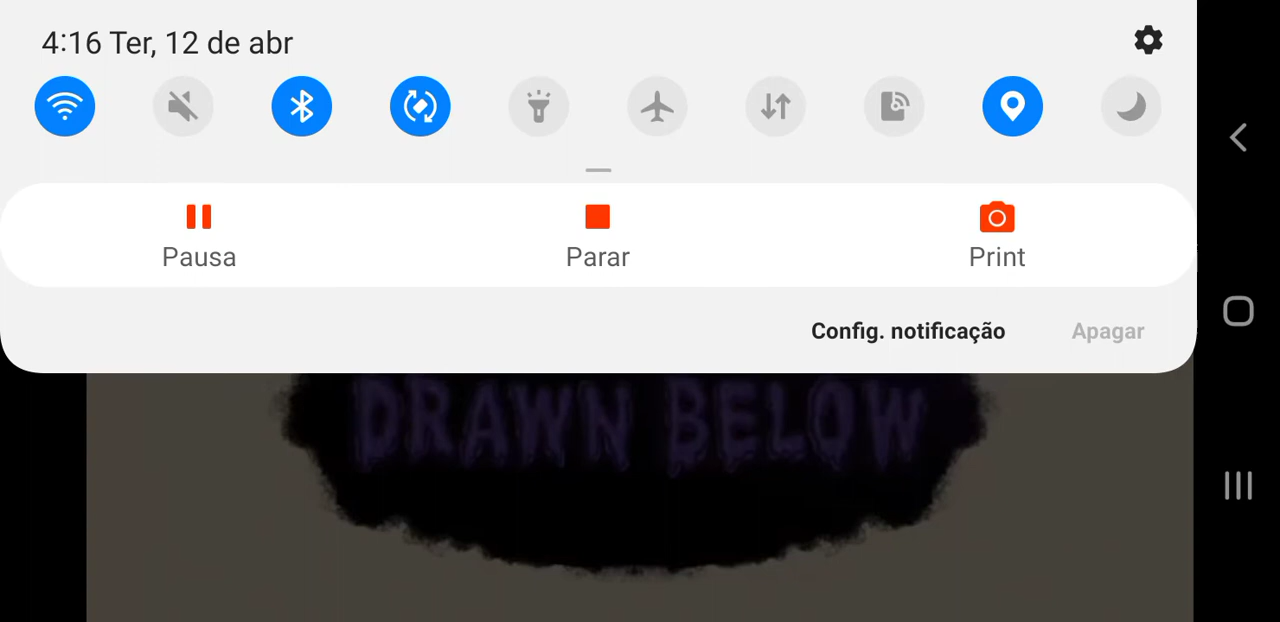 4:16 Ter, 12 de abr
Pausa
Parar
Print
Config. notificação
Apagar
DRAWN BELOW